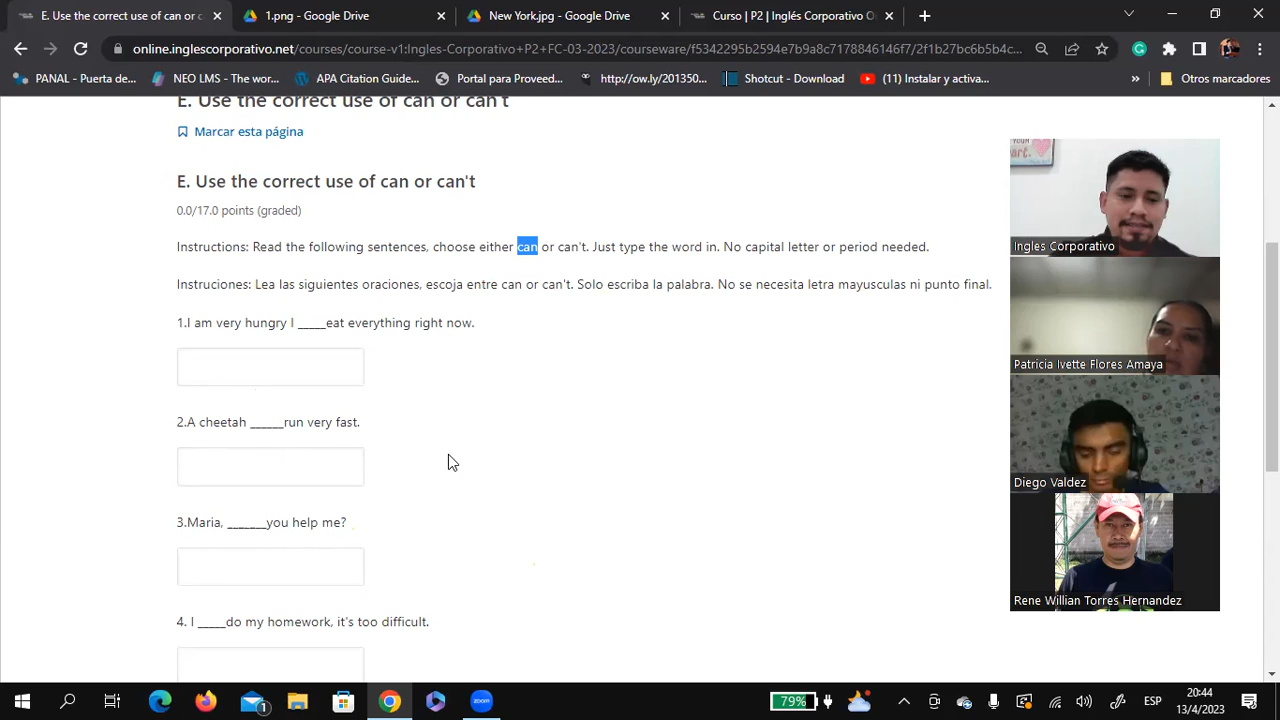 E. Use the correct use of can or c
1.png - Google Drive
New York.jpg - Google Drive
Curso | P2 | Inglés Corporativo O
online.inglescorporativo.net/courses/course-v1:Ingles-Corporativo+P2+FC-03-2023/courseware/f5342295b2594e7b9a8c7178846146f7/2f1b27bc6b5b4c...
PANAL - Puerta de...
NEO LMS - The wor...
APA Citation Guide...
Portal para Proveed...
http://ow.ly/201350...
Shotcut - Download
(11) Instalar y activa...
»
Otros marcadores
E. Use the correct use of can or can't
Marcar esta página
E. Use the correct use of can or can't
0.0/17.0 points (graded)
Instructions: Read the following sentences, choose either can or can't. Just type the word in. No capital letter or period needed.
Instruciones: Lea las siguientes oraciones, escoja entre can or can't. Solo escriba la palabra. No se necesita letra mayusculas ni punto final.
1.I am very hungry I _____eat everything right now.
2.A cheetah ______run very fast.
3.Maria, _______you help me?
4. I _____do my homework, it's too difficult.
Ingles Corporativo
Patricia Ivette Flores Amaya
Diego Valdez
Rene Willian Torres Hernandez
1
zoom
79%
ESP
20:44
13/4/2023